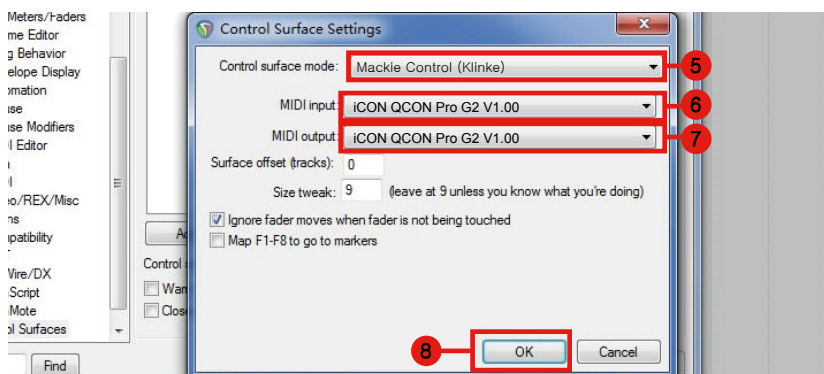 Meters/Faders
me Editor
g Behavior
elope Display
omation
use
use Modifiers
I Editor
eo/REX/Misc
ns
patibility
Wire/DX
Script
Mote
ol Surfaces
Find
Control Surface Settings
Control surface mode: Mackie Control (Klinke) 5
MIDI input: iCON QCON Pro G2 V1.00 6
MIDI output: iCON QCON Pro G2 V1.00 7
Surface offset (tracks): 0
Size tweak: 9 (leave at 9 unless you know what you're doing)
Ignore fader moves when fader is not being touched
Map F1-F8 to go to markers
Control
Warn
Close
8 OK Cancel